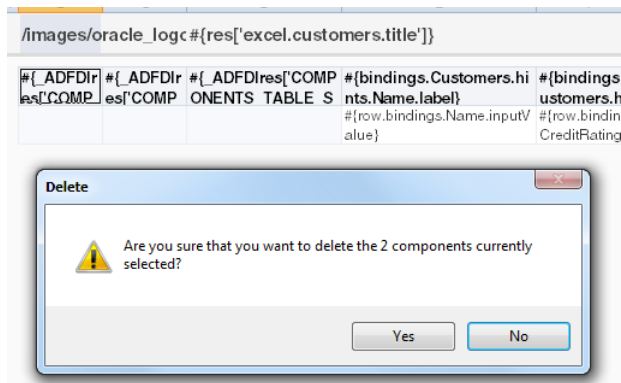 /images/oracle_logc #{res['excel.customers.title']}
#{_ADFDIr #{_ADFDIr #{_ADFDIres['COMP #{bindings.Customers.hi #{bindings
es['COMP es['COMP ONENTS_TABLE_S nts.Name.label} ustomers.h
#{row.bindings.Name.inputV #{row.bindin
alue} CreditRating
Delete
Are you sure that you want to delete the 2 components currently
selected?
Yes No